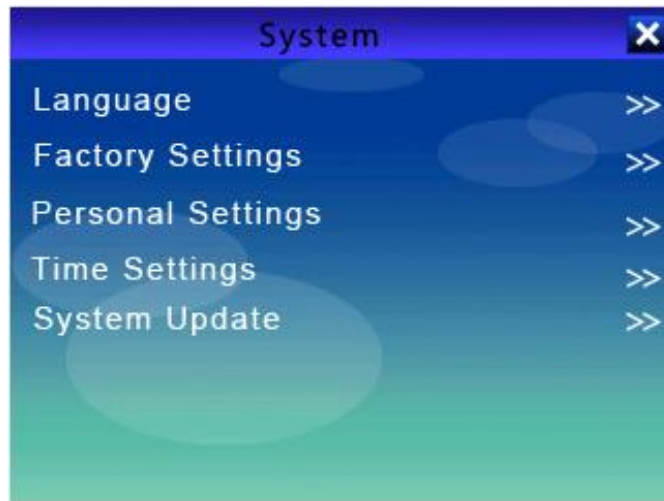 System
Language >>
Factory Settings >>
Personal Settings >>
Time Settings >>
System Update >>